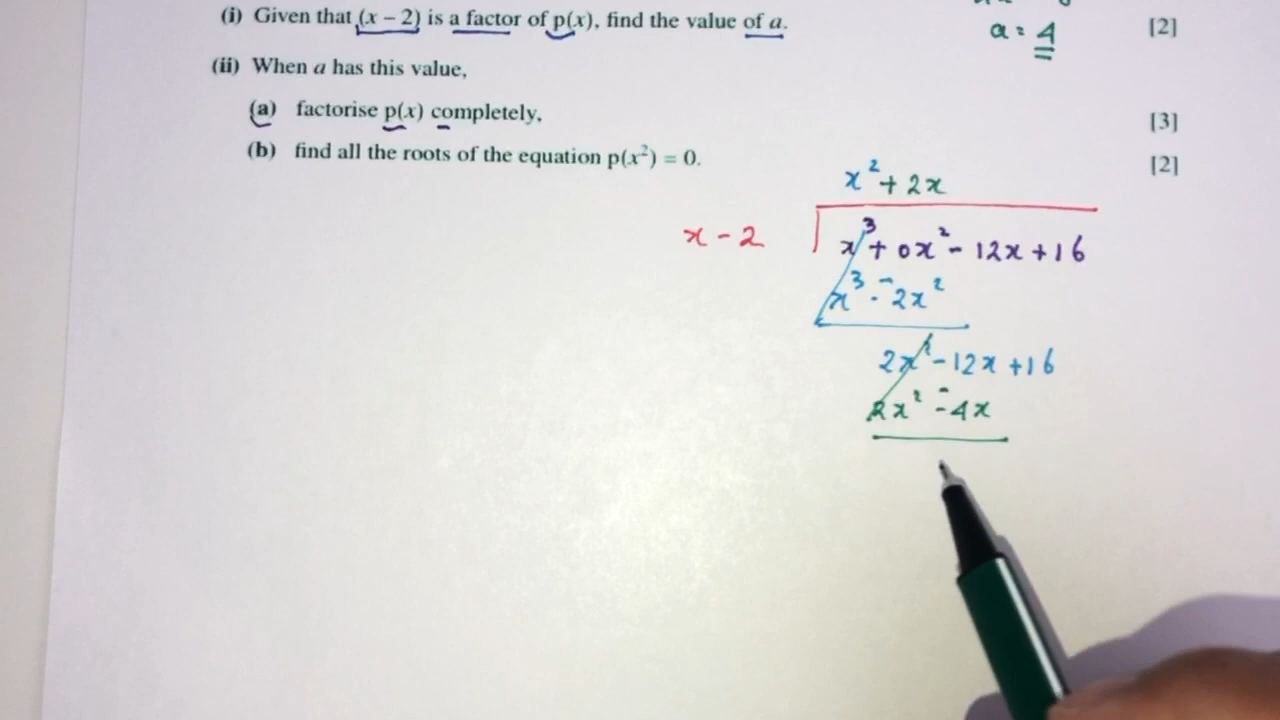 (i) Given that (x − 2) is a factor of p(x), find the value of a.
a = 4
[2]
(ii) When a has this value,
(a) factorise p(x) completely,
[3]
(b) find all the roots of the equation p(x²) = 0.
[2]
x² + 2x
x − 2
x³ + 0x² − 12x + 16
x³ − 2x²
2x² − 12x + 16
2x² − 4x